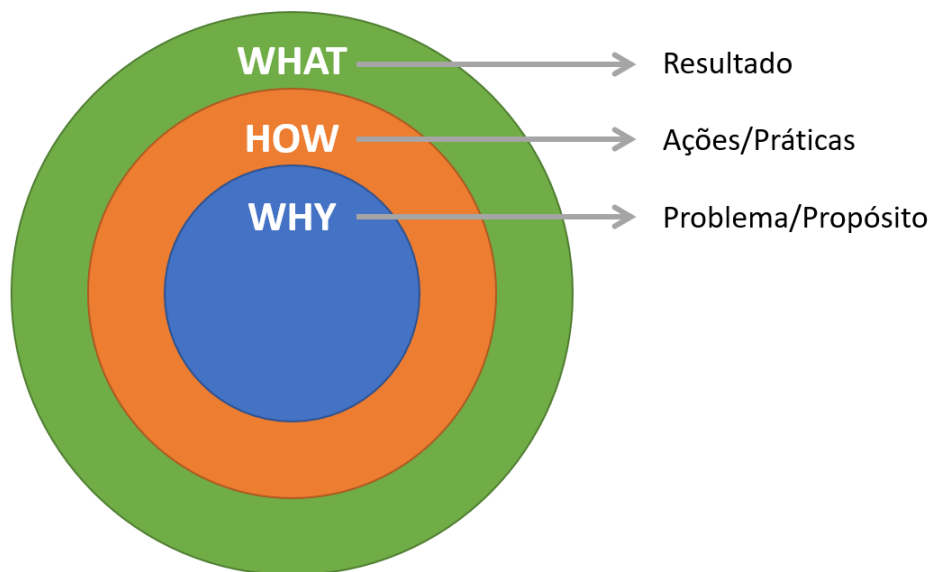 WHAT
Resultado
HOW
Ações/Práticas
WHY
Problema/Propósito